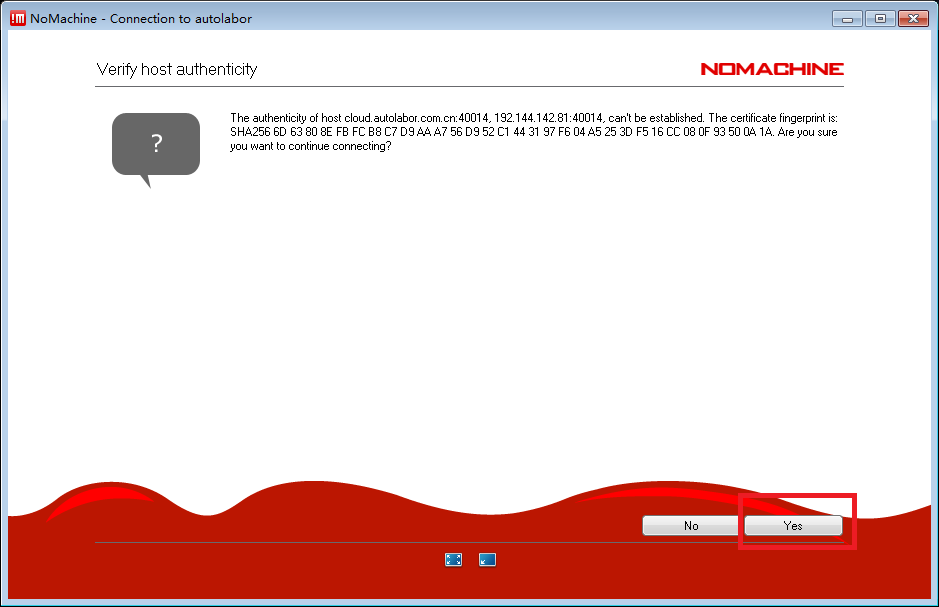 NoMachine - Connection to autolabor
Verify host authenticity
NOMACHINE
?
The authenticity of host cloud.autolabor.com.cn:40014, 192.144.142.81:40014, can't be established. The certificate fingerprint is:
SHA256 6D 63 80 8E FB FC B8 C7 D9 AA A7 56 D9 52 C1 44 31 97 F6 04 A5 25 3D F5 16 CC 08 0F 93 50 0A 1A. Are you sure
you want to continue connecting?
No
Yes